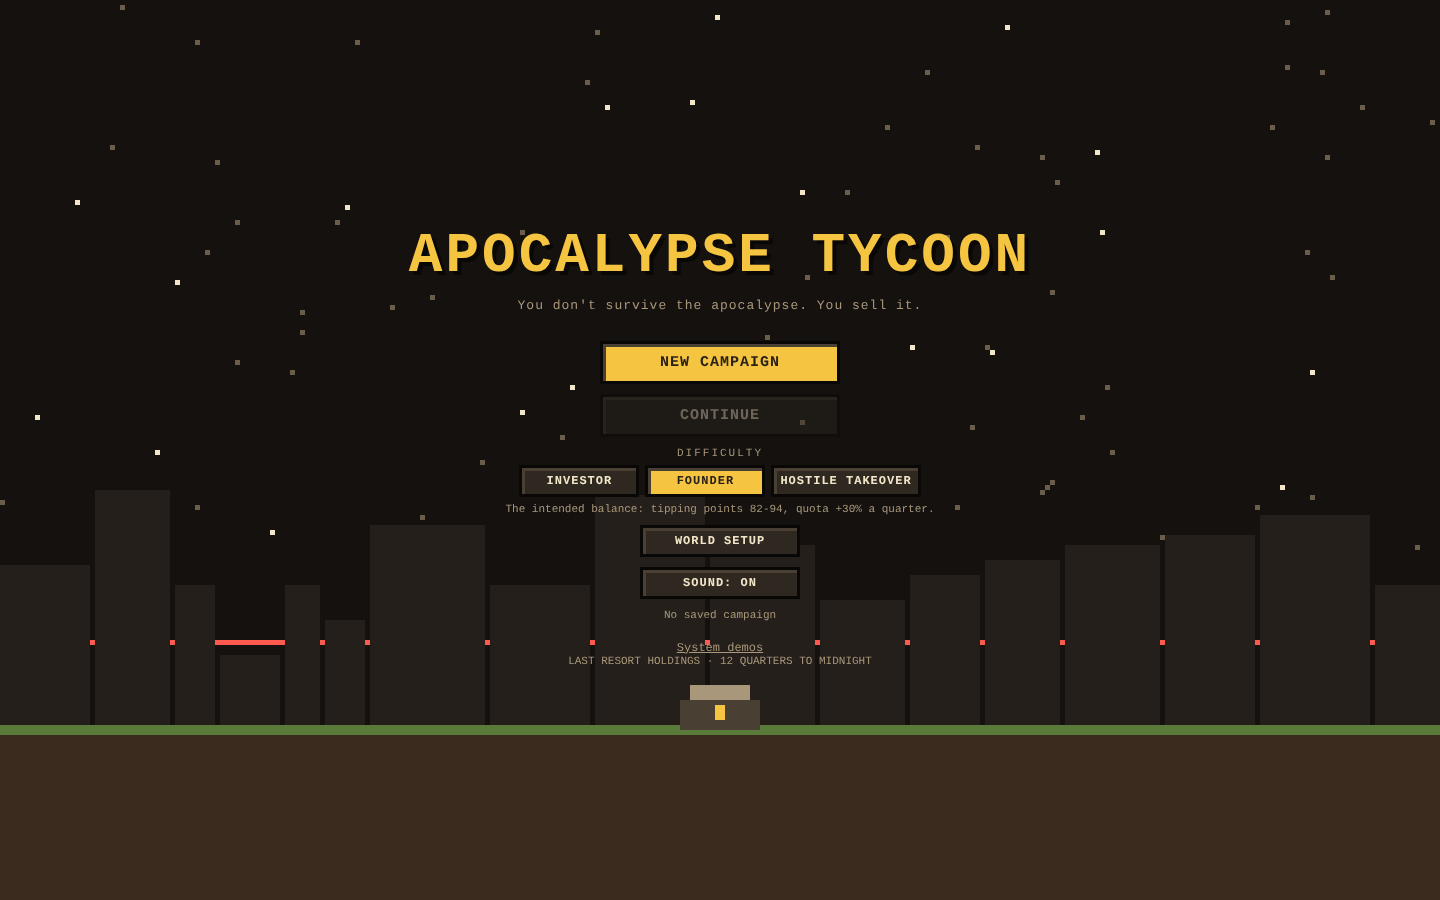 APOCALYPSE TYCOON
You don't survive the apocalypse. You sell it.
NEW CAMPAIGN
CONTINUE
DIFFICULTY
INVESTOR FOUNDER HOSTILE TAKEOVER
The intended balance: tipping points 82-94, quota +30% a quarter.
WORLD SETUP
SOUND: ON
No saved campaign
System demos
LAST RESORT HOLDINGS · 12 QUARTERS TO MIDNIGHT